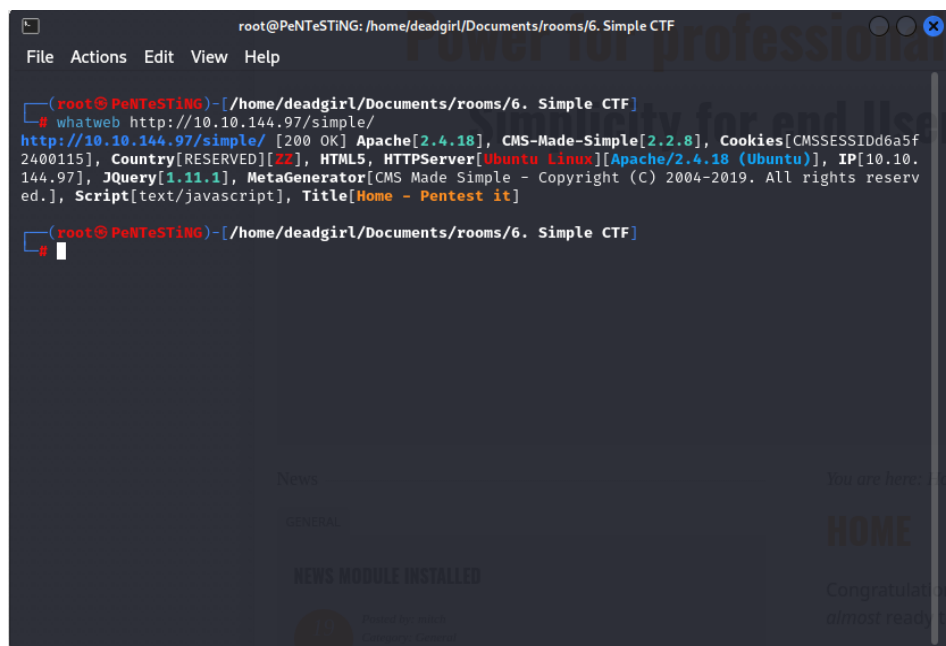 root@PeNTeSTiNG: /home/deadgirl/Documents/rooms/6. Simple CTF
File Actions Edit View Help
Power for professional
Simplicity for end Use
┌──(root㉿PeNTeSTiNG)-[/home/deadgirl/Documents/rooms/6. Simple CTF]
└─# whatweb http://10.10.144.97/simple/
http://10.10.144.97/simple/ [200 OK] Apache[2.4.18], CMS-Made-Simple[2.2.8], Cookies[CMSSESSIDd6a5f
2400115], Country[RESERVED][ZZ], HTML5, HTTPServer[Ubuntu Linux][Apache/2.4.18 (Ubuntu)], IP[10.10.
144.97], JQuery[1.11.1], MetaGenerator[CMS Made Simple - Copyright (C) 2004-2019. All rights reserv
ed.], Script[text/javascript], Title[Home - Pentest it]
┌──(root㉿PeNTeSTiNG)-[/home/deadgirl/Documents/rooms/6. Simple CTF]
└─#
News
You are here:
GENERAL
HOME
NEWS MODULE INSTALLED
Congratulatio
almost ready